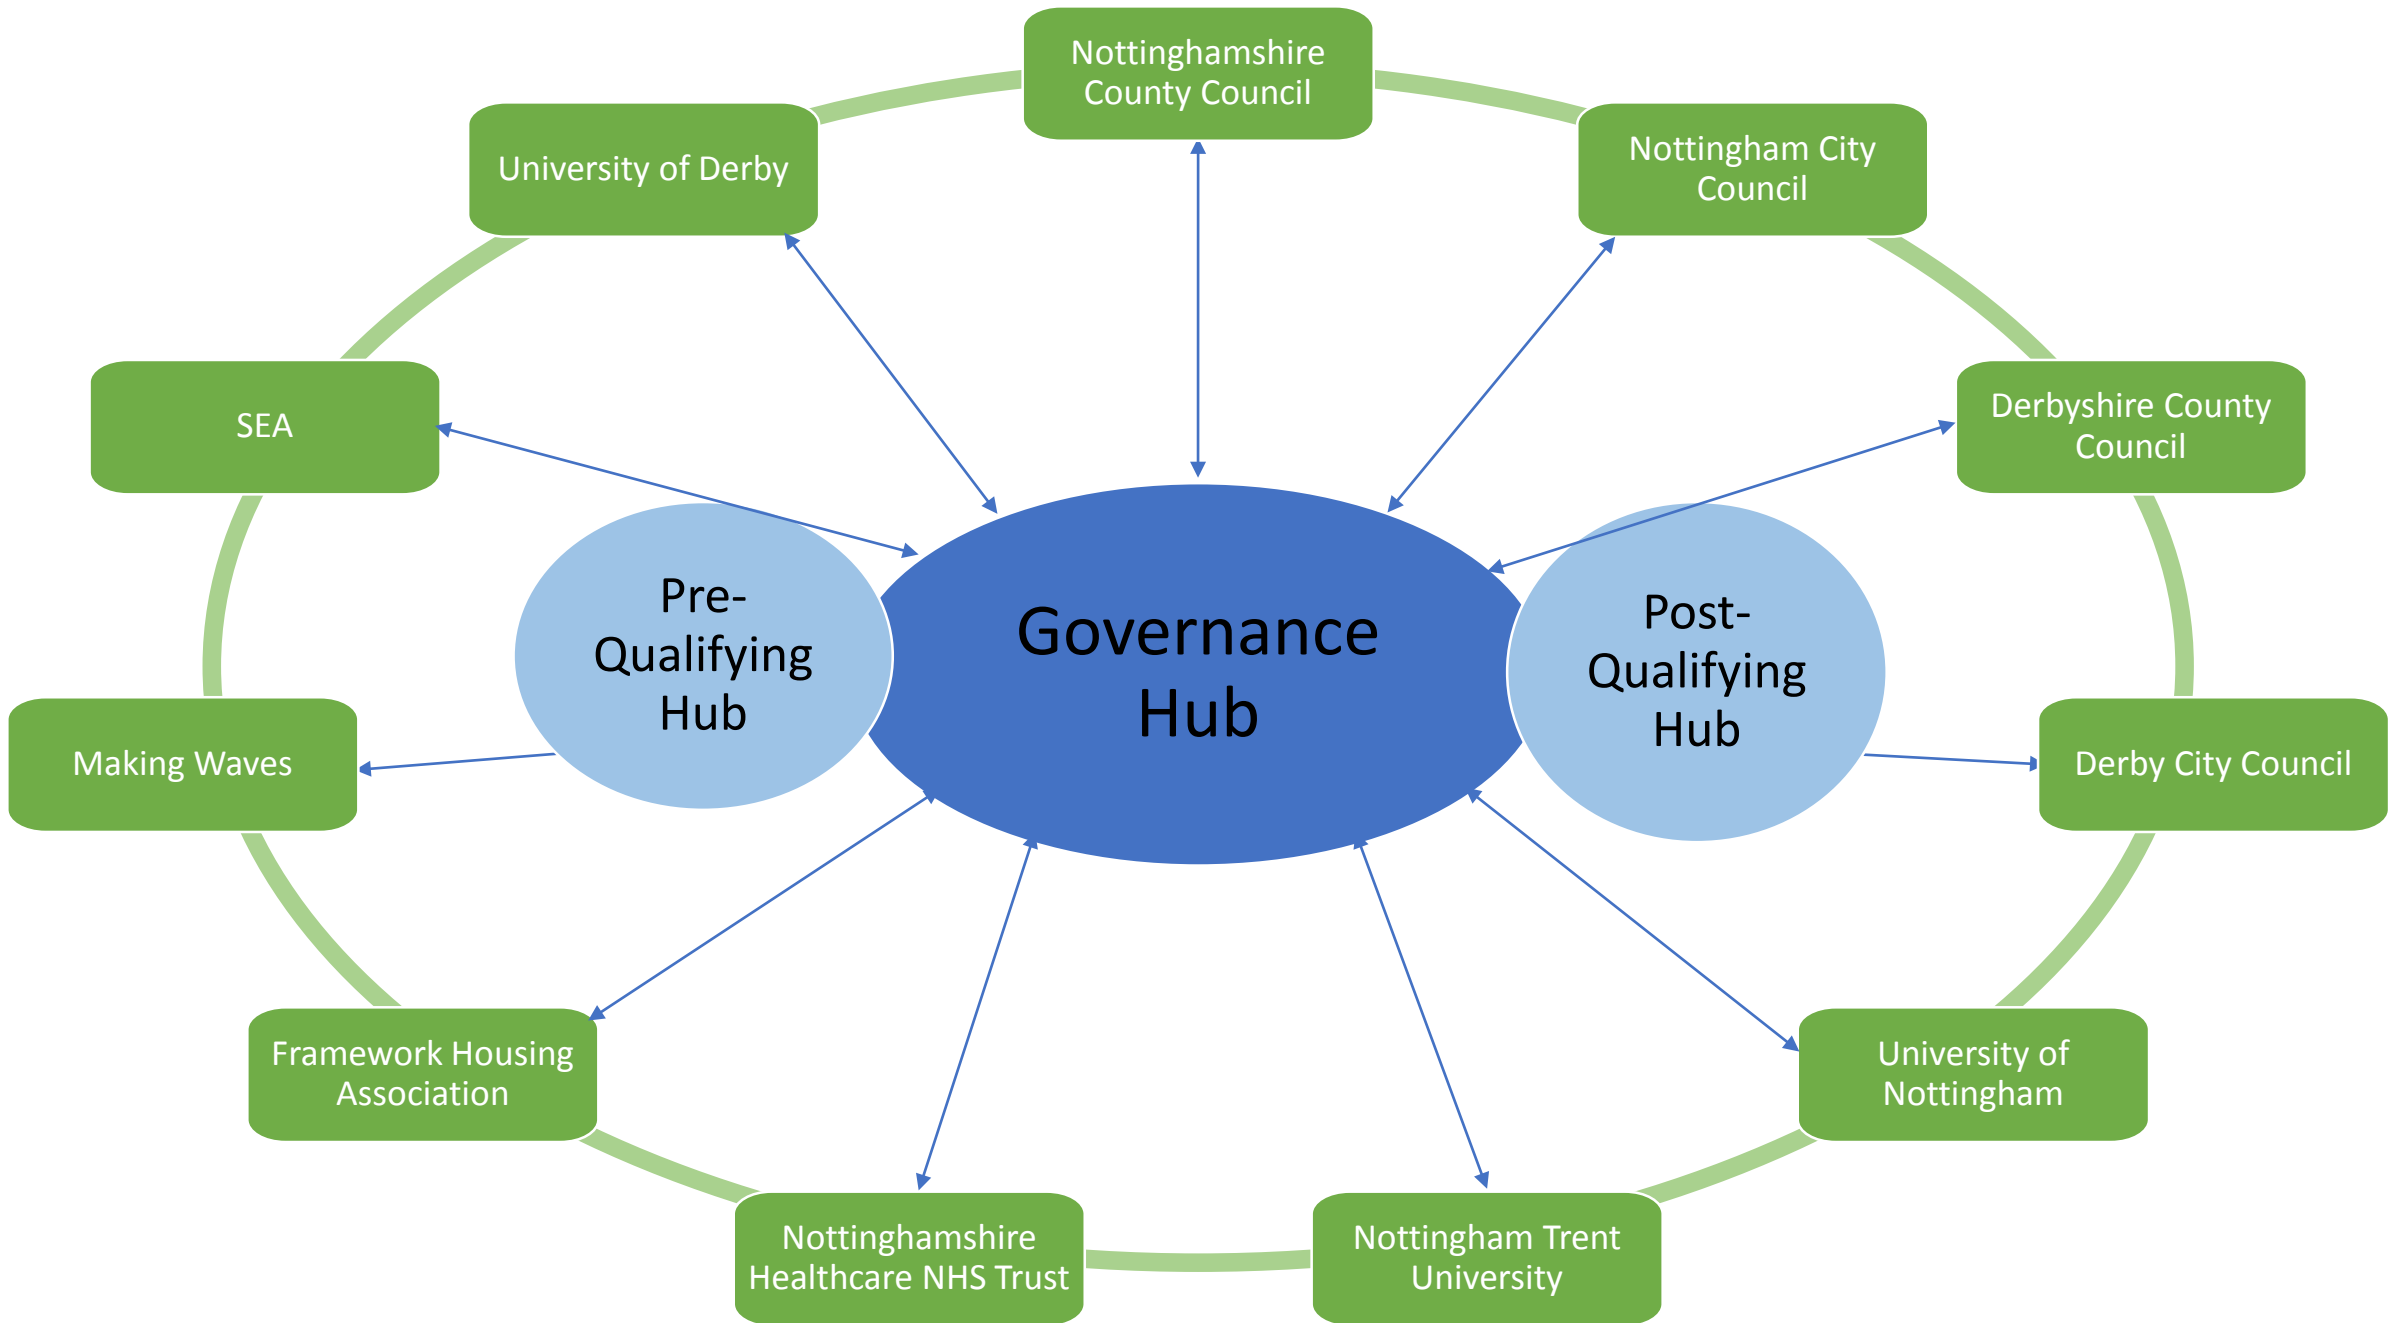 Nottinghamshire
County Council
University of Derby
Nottingham City
Council
SEA
Derbyshire County
Council
Pre-
Qualifying
Hub
Governance
Hub
Post-
Qualifying
Hub
Making Waves
Derby City Council
Framework Housing
Association
University of
Nottingham
Nottinghamshire
Healthcare NHS Trust
Nottingham Trent
University